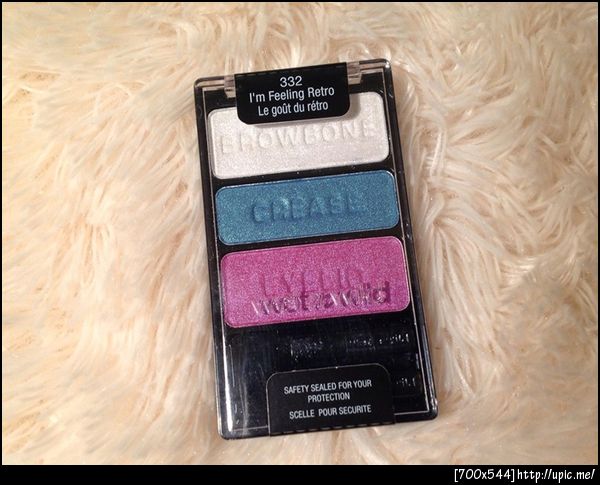 332
I'm Feeling Retro
Le goût du rétro
BROWBONE
CREASE
EYELID
wet n wild
SAFETY SEALED FOR YOUR
PROTECTION
SCELLE POUR SECURITE
[700x544]http://upic.me/